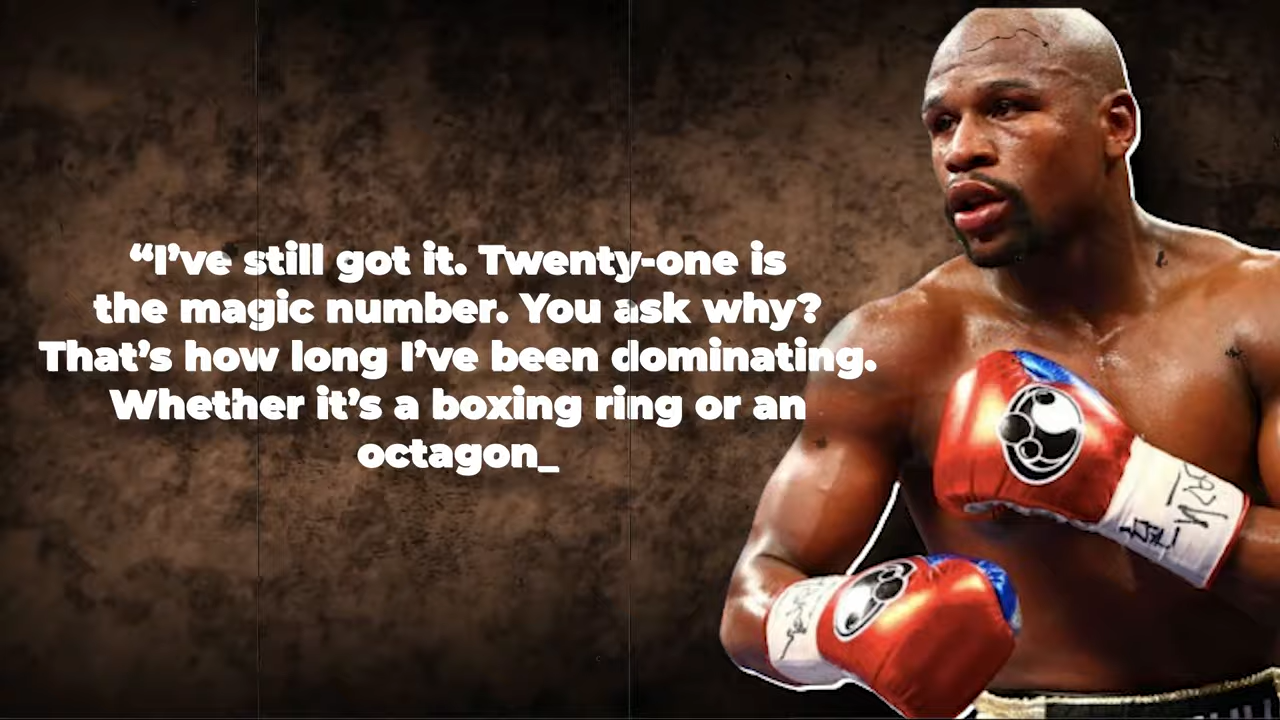 “I’ve still got it. Twenty-one is
the magic number. You ask why?
That’s how long I’ve been dominating.
Whether it’s a boxing ring or an
octagon_